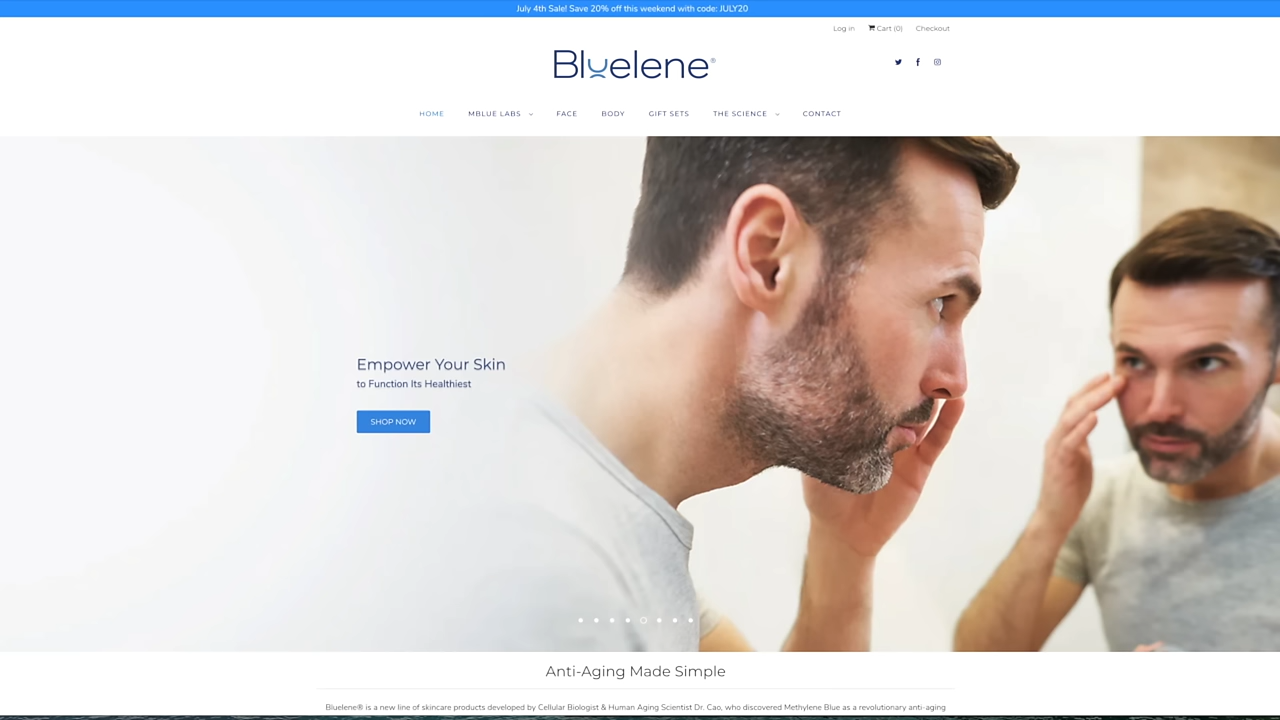 July 4th Sale! Save 20% off this weekend with code: JULY20
Log in Cart (0) Checkout
Bluelene®
HOME MBLUE LABS FACE BODY GIFT SETS THE SCIENCE CONTACT
Empower Your Skin
to Function Its Healthiest
SHOP NOW
Anti-Aging Made Simple
Bluelene® is a new line of skincare products developed by Cellular Biologist & Human Aging Scientist Dr. Cao, who discovered Methylene Blue as a revolutionary anti-aging